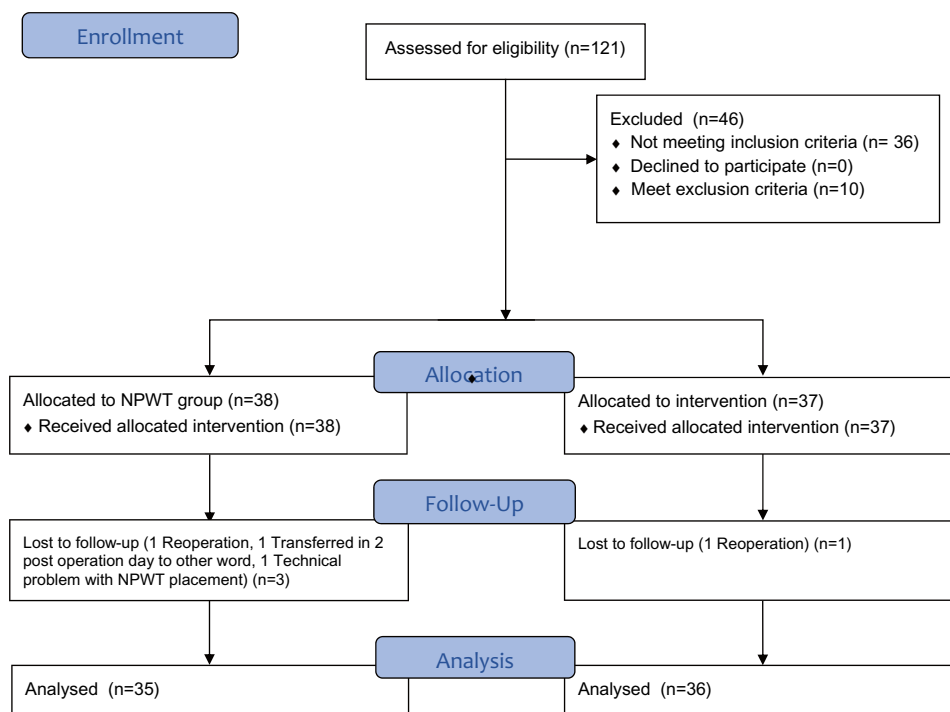 Enrollment
Assessed for eligibility (n=121)
Excluded (n=46)
♦ Not meeting inclusion criteria (n= 36)
♦ Declined to participate (n=0)
♦ Meet exclusion criteria (n=10)
Allocation
Allocated to NPWT group (n=38)
♦ Received allocated intervention (n=38)
Allocated to intervention (n=37)
♦ Received allocated intervention (n=37)
Follow-Up
Lost to follow-up (1 Reoperation, 1 Transferred in 2
post operation day to other word, 1 Technical
problem with NPWT placement) (n=3)
Lost to follow-up (1 Reoperation) (n=1)
Analysis
Analysed (n=35)
Analysed (n=36)